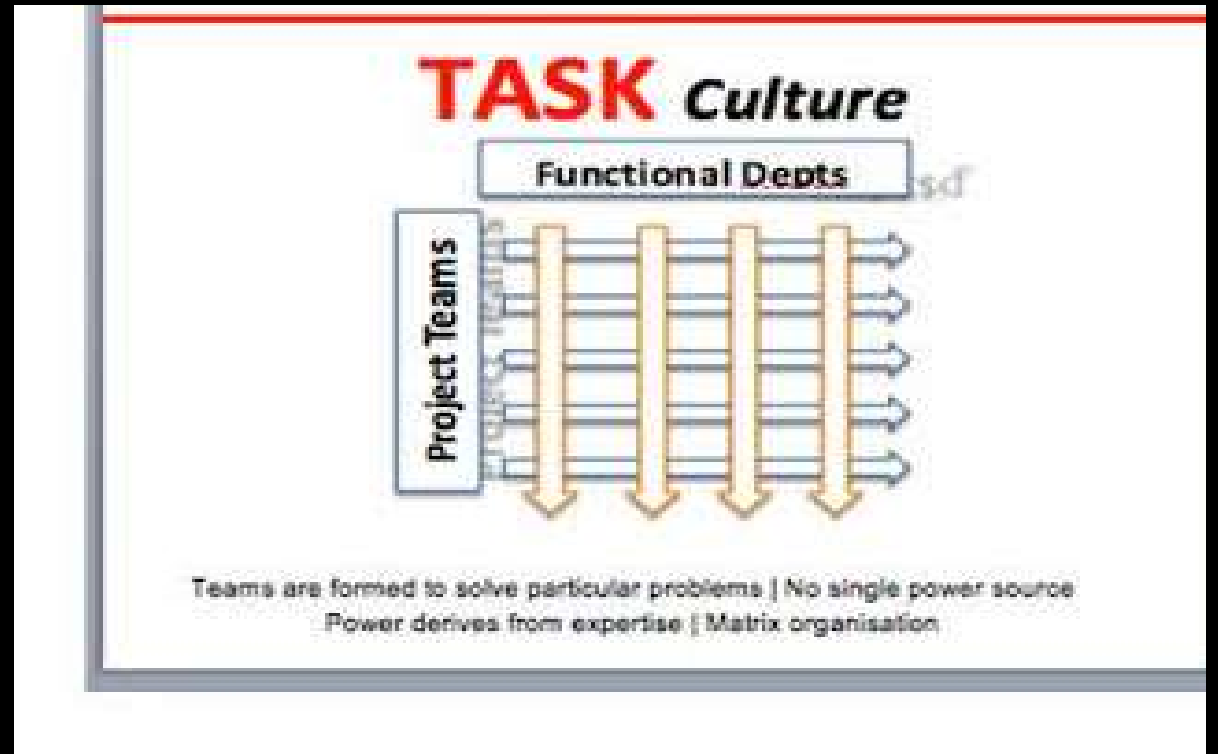 TASK Culture
Functional Depts
Project Teams
Teams are formed to solve particular problems | No single power source
Power derives from expertise | Matrix organisation